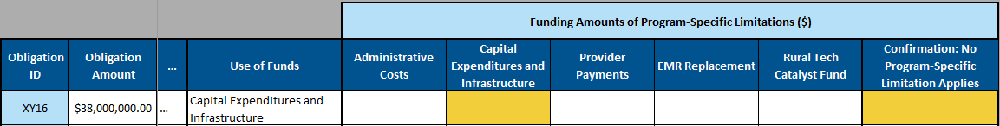 Funding Amounts of Program-Specific Limitations ($)
Obligation
ID
Obligation
Amount
...
Use of Funds
Administrative
Costs
Capital
Expenditures and
Infrastructure
Provider
Payments
EMR Replacement
Rural Tech
Catalyst Fund
Confirmation: No
Program-Specific
Limitation Applies
XY16
$38,000,000.00
...
Capital Expenditures and
Infrastructure